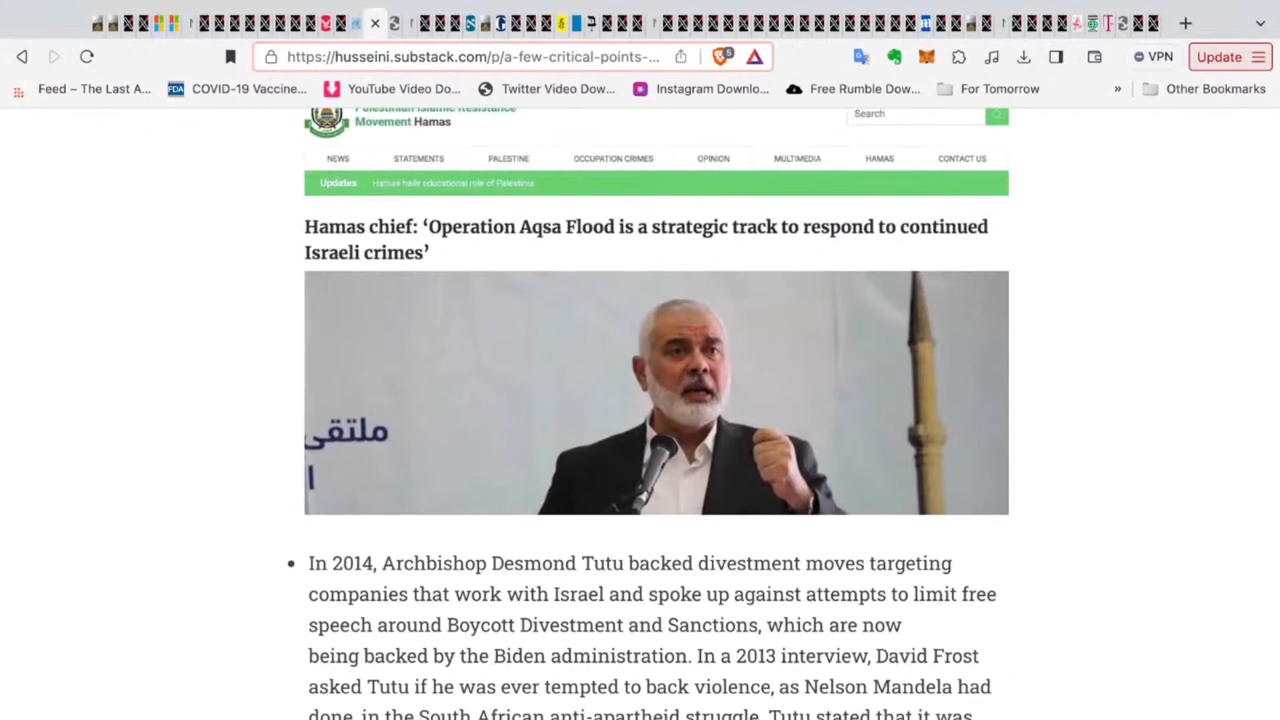 https://husseini.substack.com/p/a-few-critical-points-...
5
VPN
Update
Feed – The Last A...
FDA
COVID-19 Vaccine...
YouTube Video Do...
Twitter Video Dow...
Instagram Downlo...
Free Rumble Dow...
For Tomorrow
»
Other Bookmarks
Palestinian Islamic Resistance
Movement Hamas
Search
NEWS
STATEMENTS
PALESTINE
OCCUPATION CRIMES
OPINION
MULTIMEDIA
HAMAS
CONTACT US
Updates
Hamas hails educational role of Palestinia
Hamas chief: ‘Operation Aqsa Flood is a strategic track to respond to continued
Israeli crimes’
ملتقى
• In 2014, Archbishop Desmond Tutu backed divestment moves targeting
companies that work with Israel and spoke up against attempts to limit free
speech around Boycott Divestment and Sanctions, which are now
being backed by the Biden administration. In a 2013 interview, David Frost
asked Tutu if he was ever tempted to back violence, as Nelson Mandela had
done, in the South African anti-apartheid struggle. Tutu stated that it was